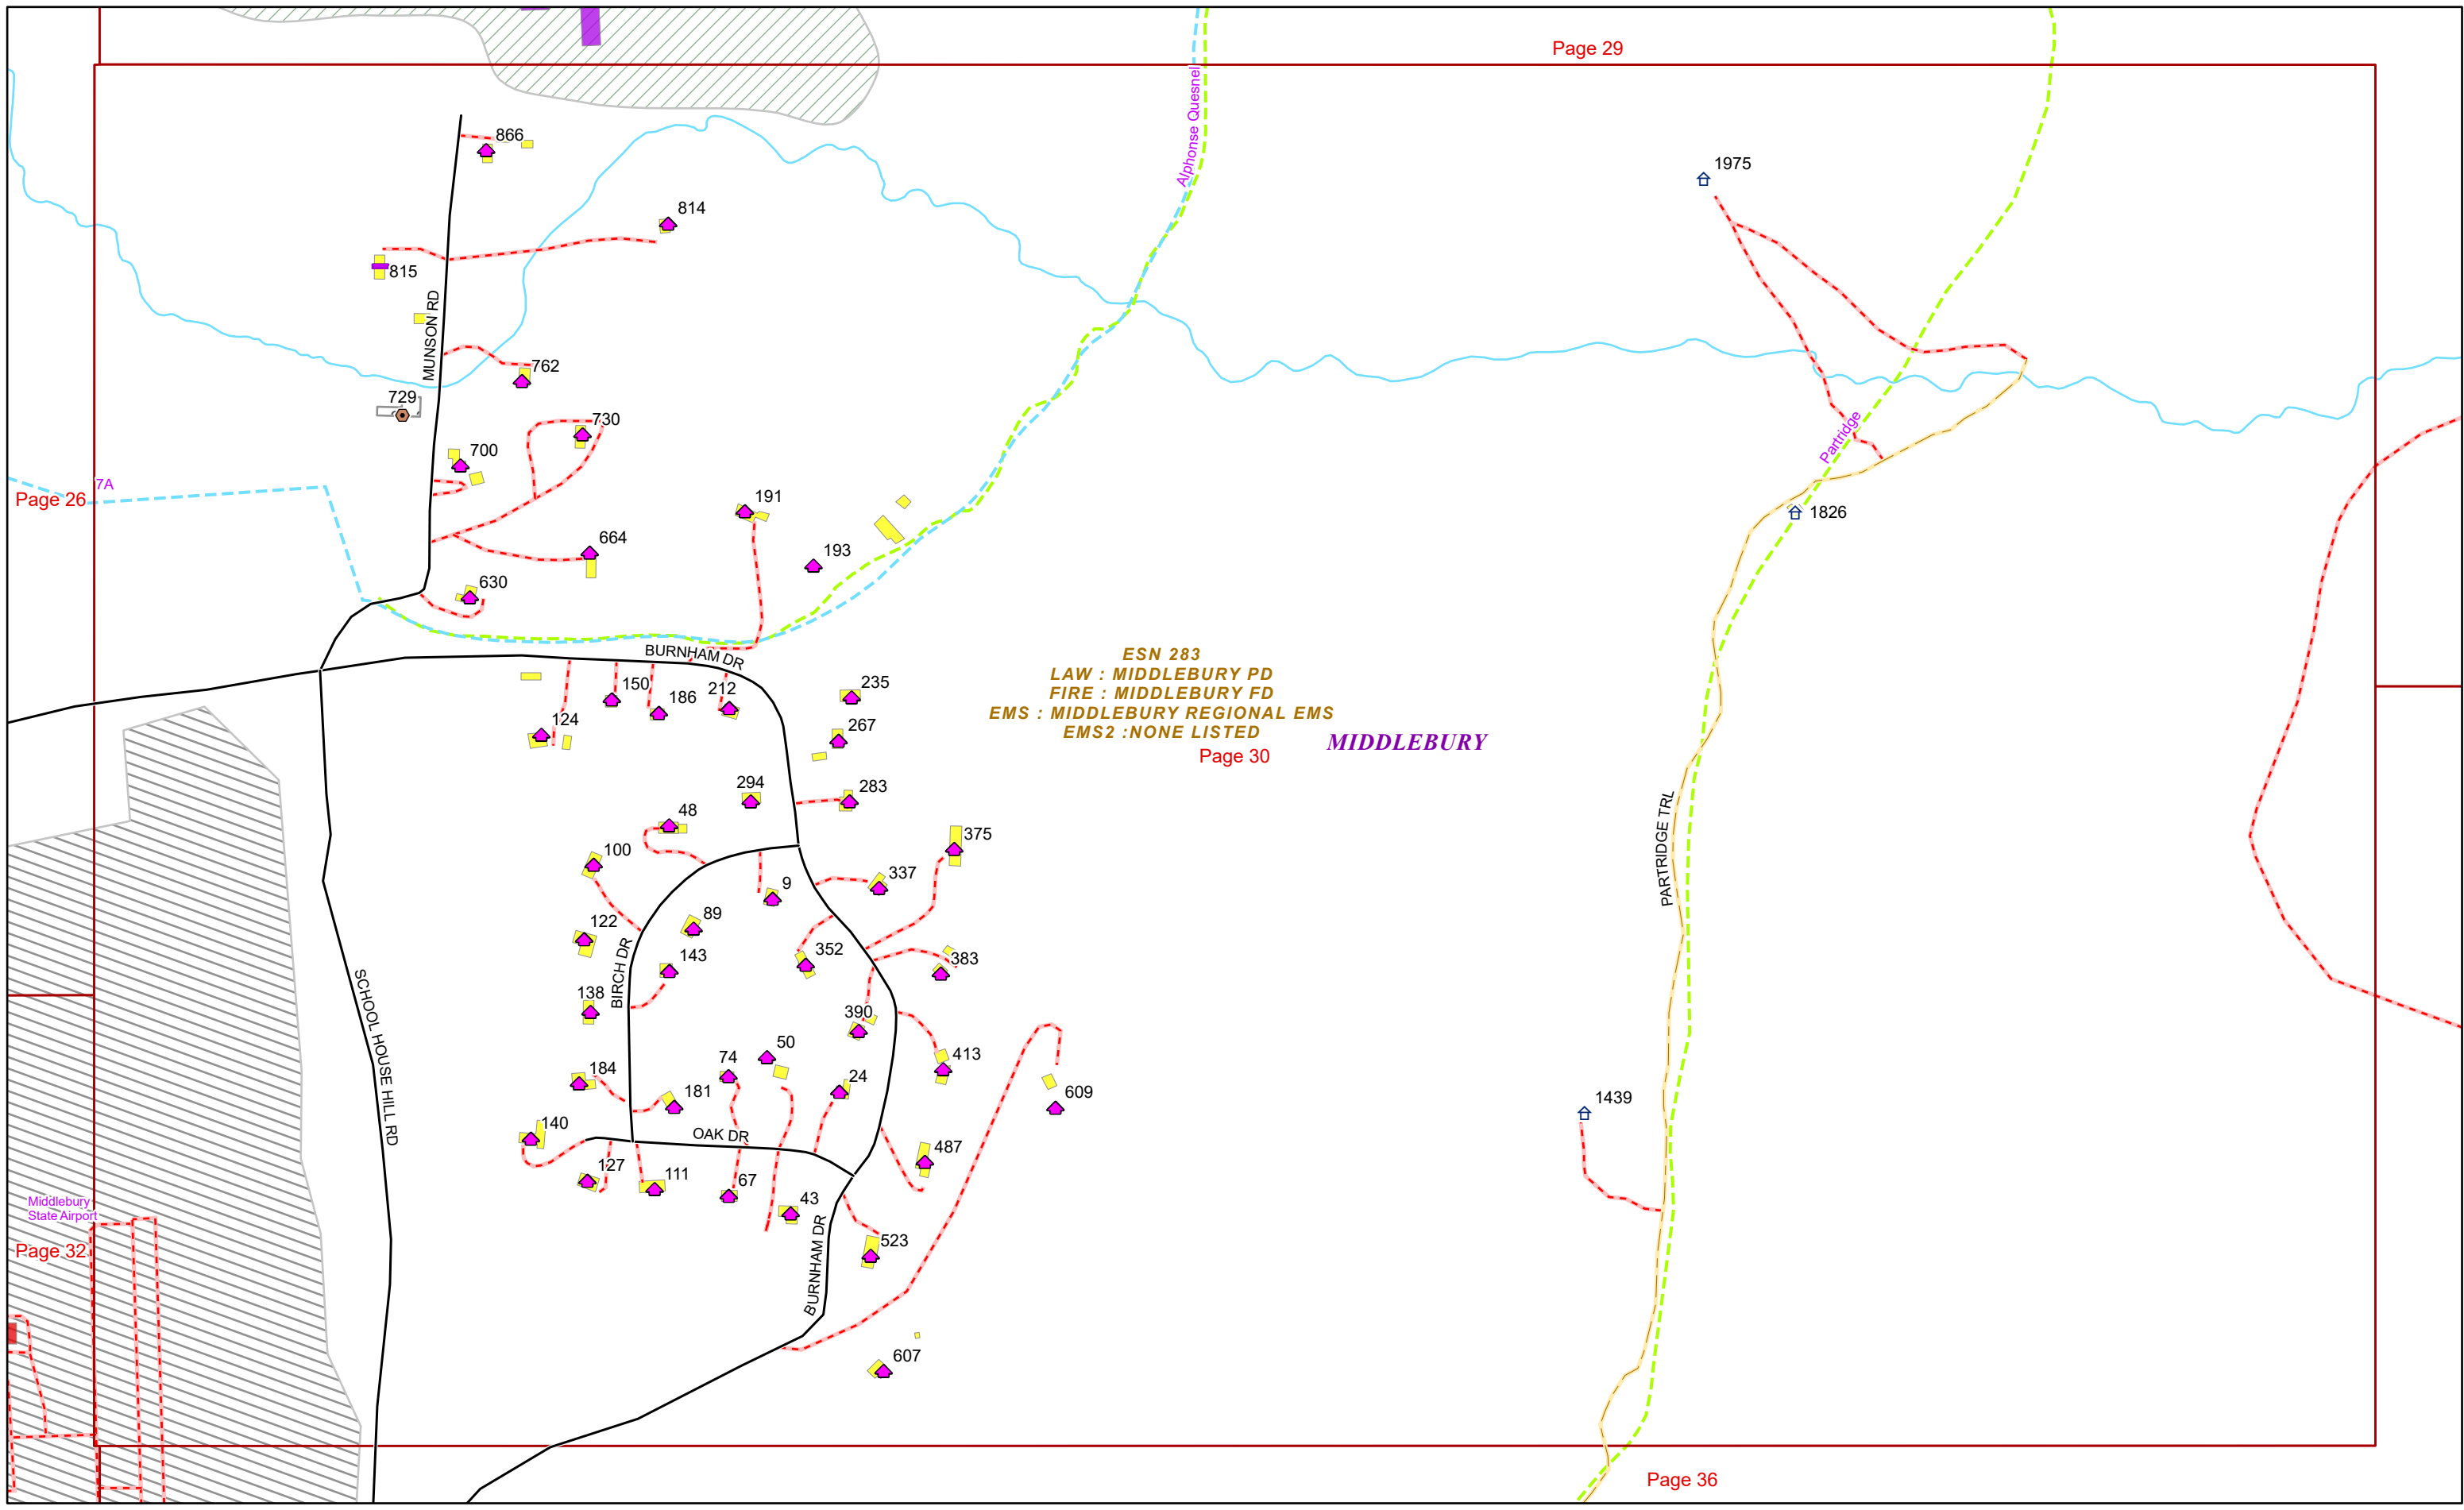 Page 29
Alphonse Quesnel
866
1975
814
815
MUNSON RD
762
729
730
700
Partridge
7A
Page 26
191
1826
193
664
630
BURNHAM DR
ESN 283
LAW : MIDDLEBURY PD
FIRE : MIDDLEBURY FD
EMS : MIDDLEBURY REGIONAL EMS
EMS2 :NONE LISTED
MIDDLEBURY
Page 30
150
186
212
235
124
267
294
283
48
375
PARTRIDGE TRL
100
337
9
89
122
352
143
383
BIRCH DR
138
SCHOOL HOUSE HILL RD
390
50
74
413
184
24
181
609
1439
140
OAK DR
487
127
111
67
43
Middlebury
State Airport
BURNHAM DR
523
Page 32
607
Page 36